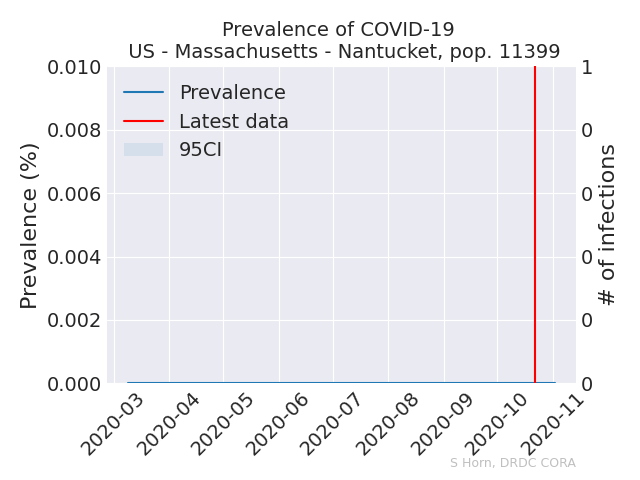 Prevalence of COVID-19
US - Massachusetts - Nantucket, pop. 11399
Prevalence
Latest data
95CI
Prevalence (%)
0.010
0.008
0.006
0.004
0.002
0.000
1
0
0
0
0
0
# of infections
2020-03
2020-04
2020-05
2020-06
2020-07
2020-08
2020-09
2020-10
2020-11
S Horn, DRDC CORA